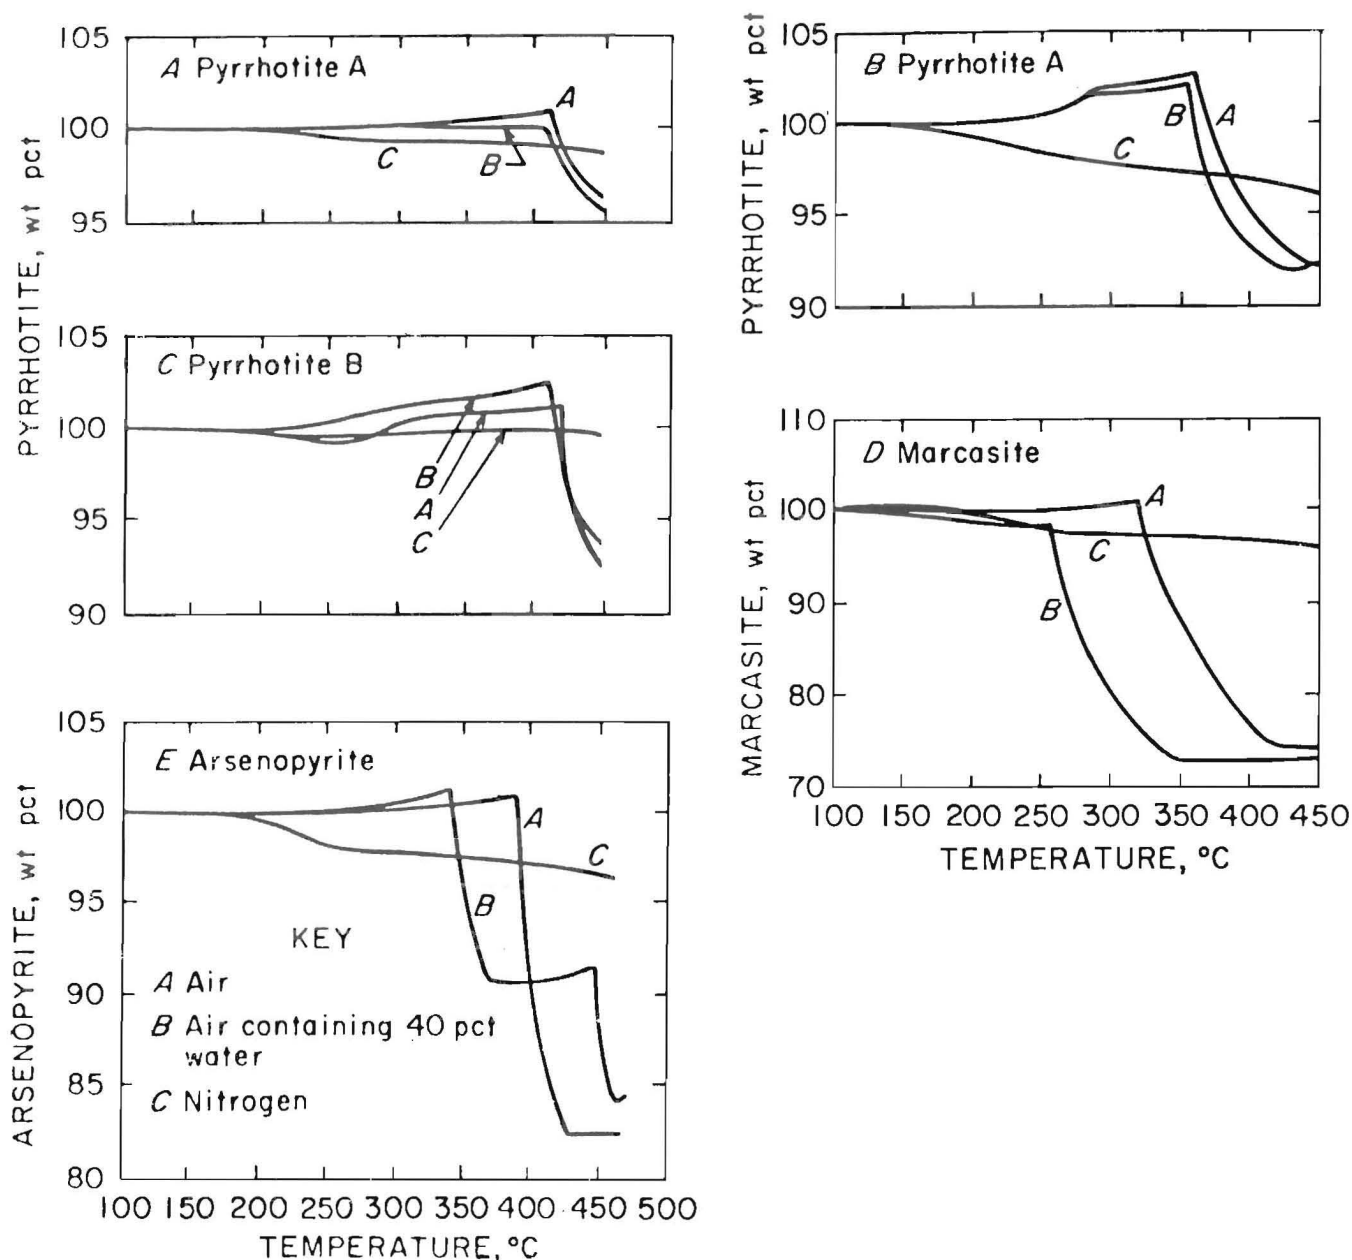 105
A Pyrrhotite A
100
95
A
B
C
105
C Pyrrhotite B
100
95
90
B
A
C
PYRRHOTITE, wt pct
105
B Pyrrhotite A
100
95
90
B
A
C
PYRRHOTITE, wt pct
110
D Marcasite
100
90
80
70
A
B
C
MARCASITE, wt pct
100 150 200 250 300 350 400 450
TEMPERATURE, °C
105
E Arsenopyrite
100
95
90
85
80
A
B
C
KEY
A Air
B Air containing 40 pct
water
C Nitrogen
ARSENOPYRITE, wt pct
100 150 200 250 300 350 400 450 500
TEMPERATURE, °C